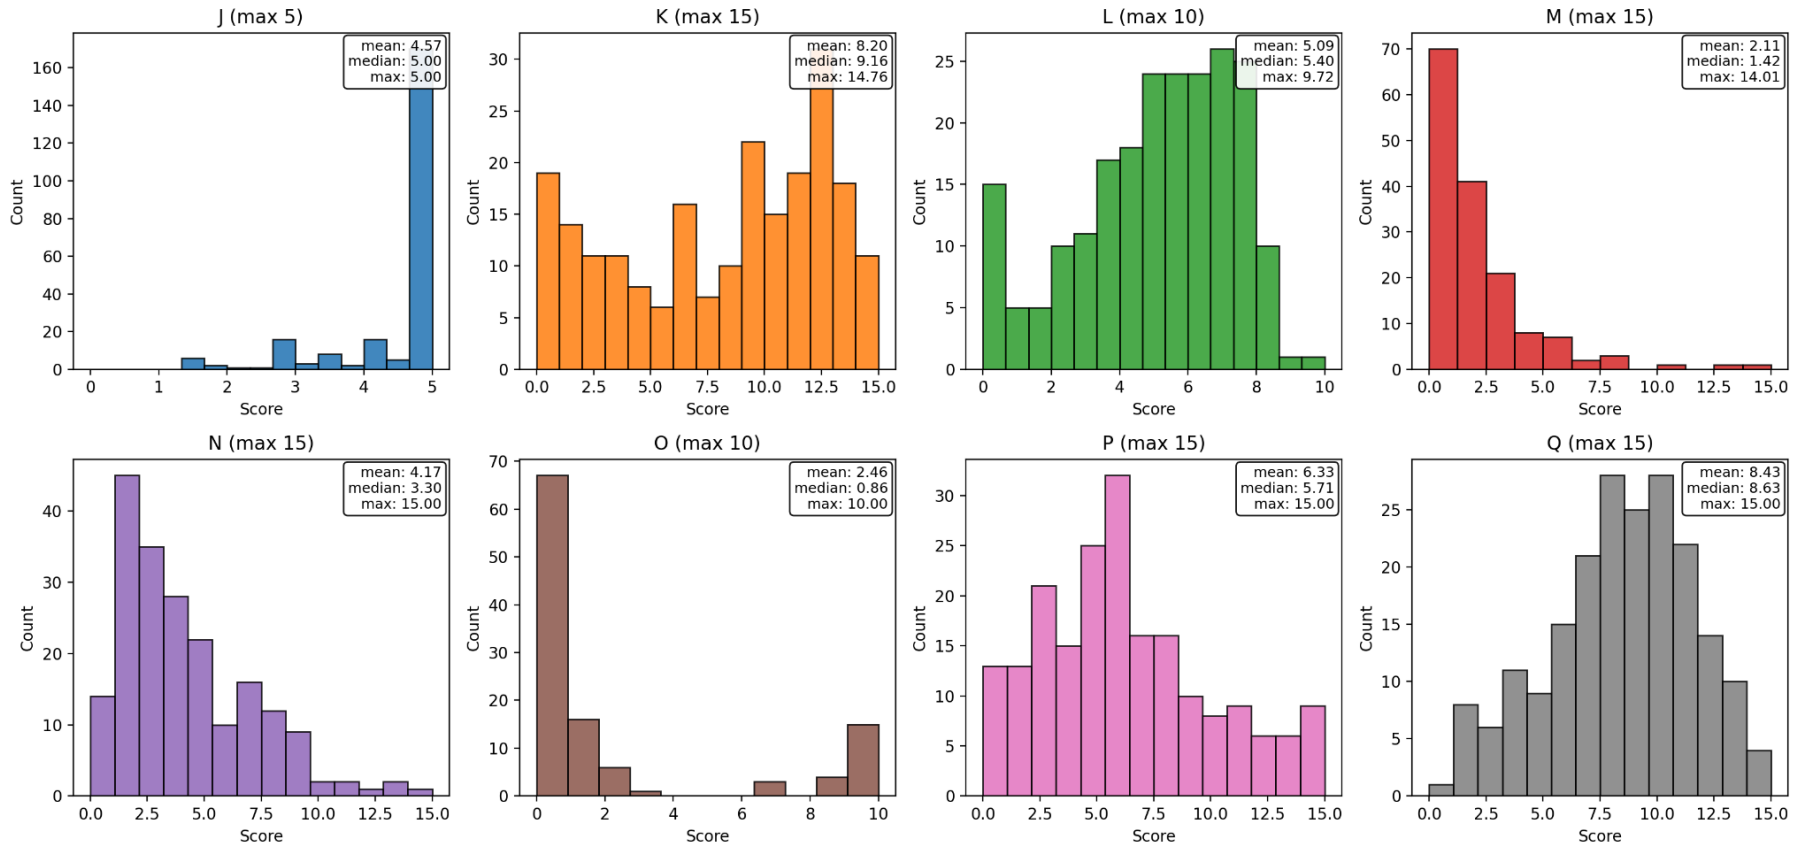 J (max 5)
mean: 4.57
median: 5.00
max: 5.00
Count
160
140
120
100
80
60
40
20
0
0 1 2 3 4 5
Score
K (max 15)
mean: 8.20
median: 9.16
max: 14.76
Count
30
25
20
15
10
5
0
0.0 2.5 5.0 7.5 10.0 12.5 15.0
Score
L (max 10)
mean: 5.09
median: 5.40
max: 9.72
Count
25
20
15
10
5
0
0 2 4 6 8 10
Score
M (max 15)
mean: 2.11
median: 1.42
max: 14.01
Count
70
60
50
40
30
20
10
0
0.0 2.5 5.0 7.5 10.0 12.5 15.0
Score
N (max 15)
mean: 4.17
median: 3.30
max: 15.00
Count
40
30
20
10
0
0.0 2.5 5.0 7.5 10.0 12.5 15.0
Score
O (max 10)
mean: 2.46
median: 0.86
max: 10.00
Count
70
60
50
40
30
20
10
0
0 2 4 6 8 10
Score
P (max 15)
mean: 6.33
median: 5.71
max: 15.00
Count
30
25
20
15
10
5
0
0.0 2.5 5.0 7.5 10.0 12.5 15.0
Score
Q (max 15)
mean: 8.43
median: 8.63
max: 15.00
Count
25
20
15
10
5
0
0.0 2.5 5.0 7.5 10.0 12.5 15.0
Score